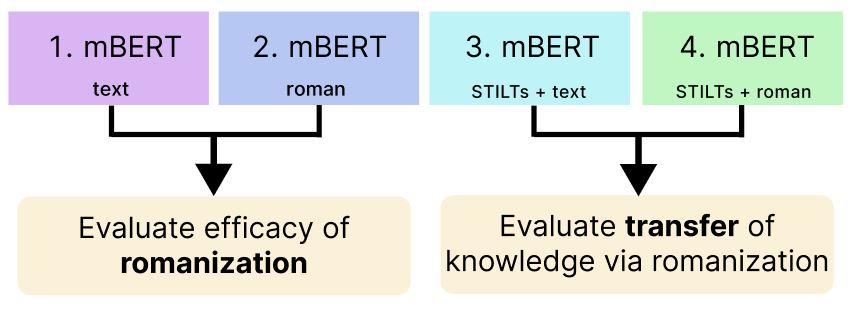 1. mBERT
text
2. mBERT
roman
3. mBERT
STILTs + text
4. mBERT
STILTs + roman
Evaluate efficacy of
romanization
Evaluate transfer of
knowledge via romanization